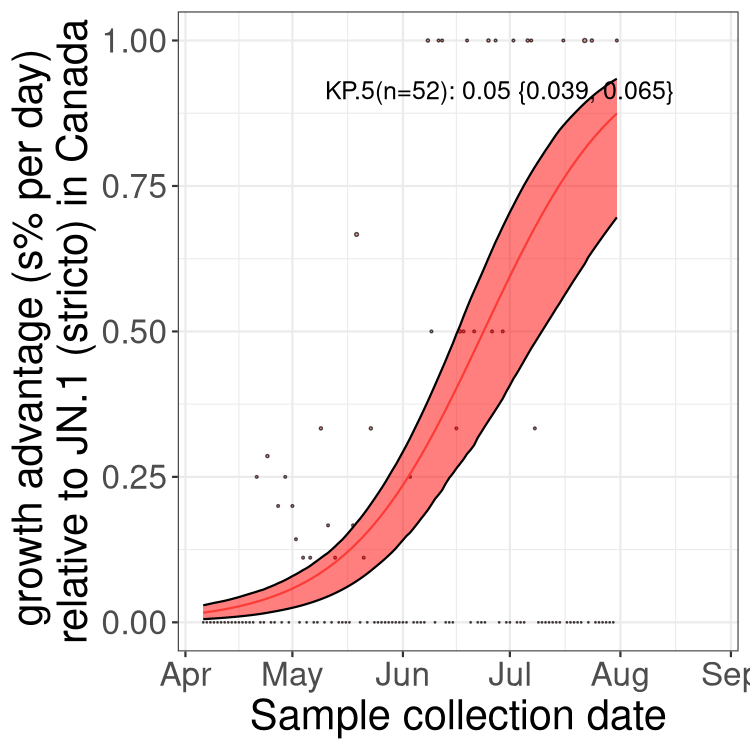 growth advantage (s% per day)
relative to JN.1 (stricto) in Canada
1.00
0.75
0.50
0.25
0.00
KP.5(n=52): 0.05 {0.039, 0.065}
Apr May Jun Jul Aug Sep
Sample collection date